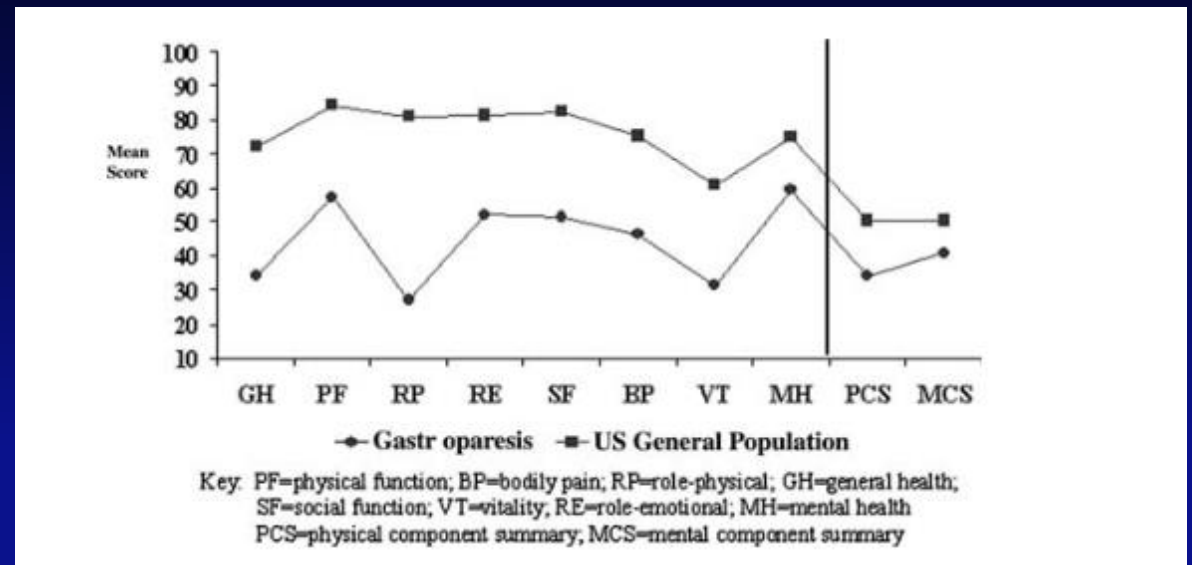 100
90
80
Mean
Score
70
60
50
40
30
20
10
GH PF RP RE SF BP VT MH PCS MCS
Gastr oparesis US General Population
Key: PF=physical function; BP=bodily pain; RP=role-physical; GH=general health;
SF=social function; VT=vitality; RE=role-emotional; MH=mental health
PCS=physical component summary; MCS=mental component summary